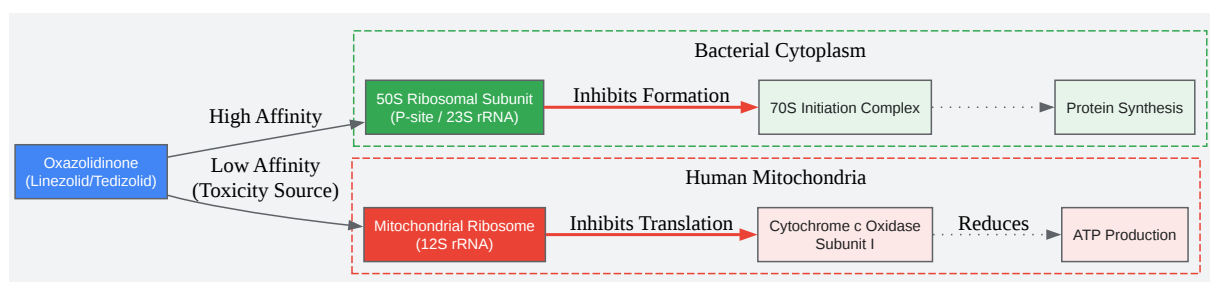 Bacterial Cytoplasm
50S Ribosomal Subunit
(P-site / 23S rRNA)
Inhibits Formation
70S Initiation Complex
Protein Synthesis
High Affinity
Oxazolidinone
(Linezolid/Tedizolid)
Low Affinity
(Toxicity Source)
Human Mitochondria
Mitochondrial Ribosome
(12S rRNA)
Inhibits Translation
Cytochrome c Oxidase
Subunit I
Reduces
ATP Production